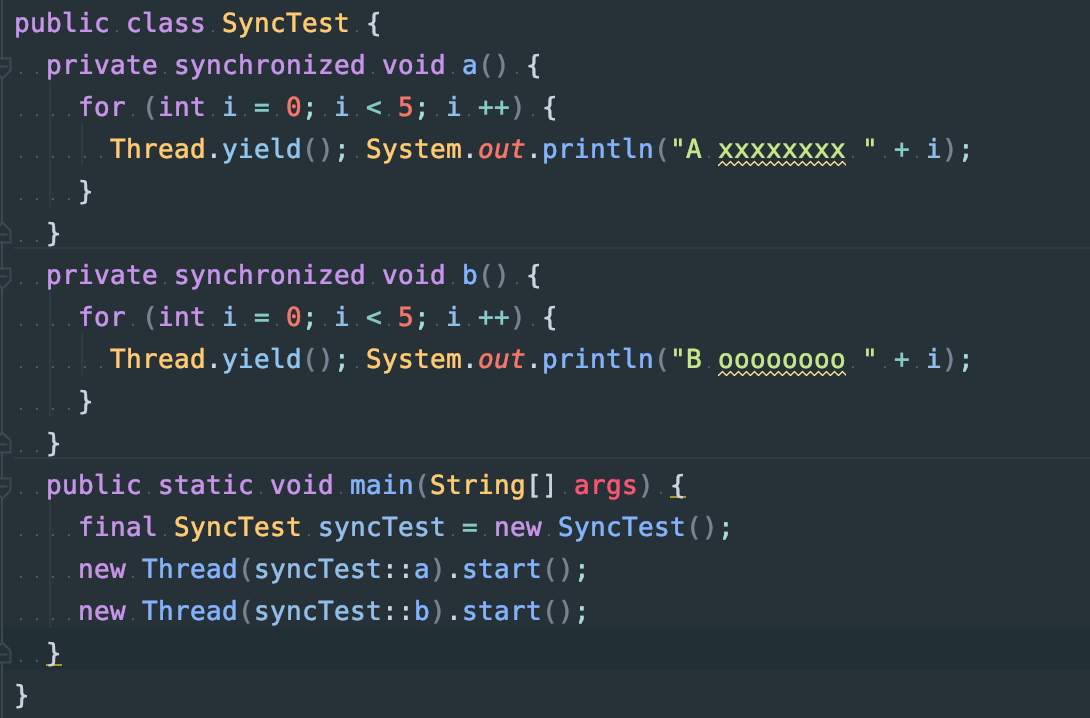 public class SyncTest {
  private synchronized void a() {
    for (int i = 0; i < 5; i ++) {
      Thread.yield(); System.out.println("A xxxxxxxx " + i);
    }
  }
  private synchronized void b() {
    for (int i = 0; i < 5; i ++) {
      Thread.yield(); System.out.println("B oooooooo " + i);
    }
  }
  public static void main(String[] args) {
    final SyncTest syncTest = new SyncTest();
    new Thread(syncTest::a).start();
    new Thread(syncTest::b).start();
  }
}